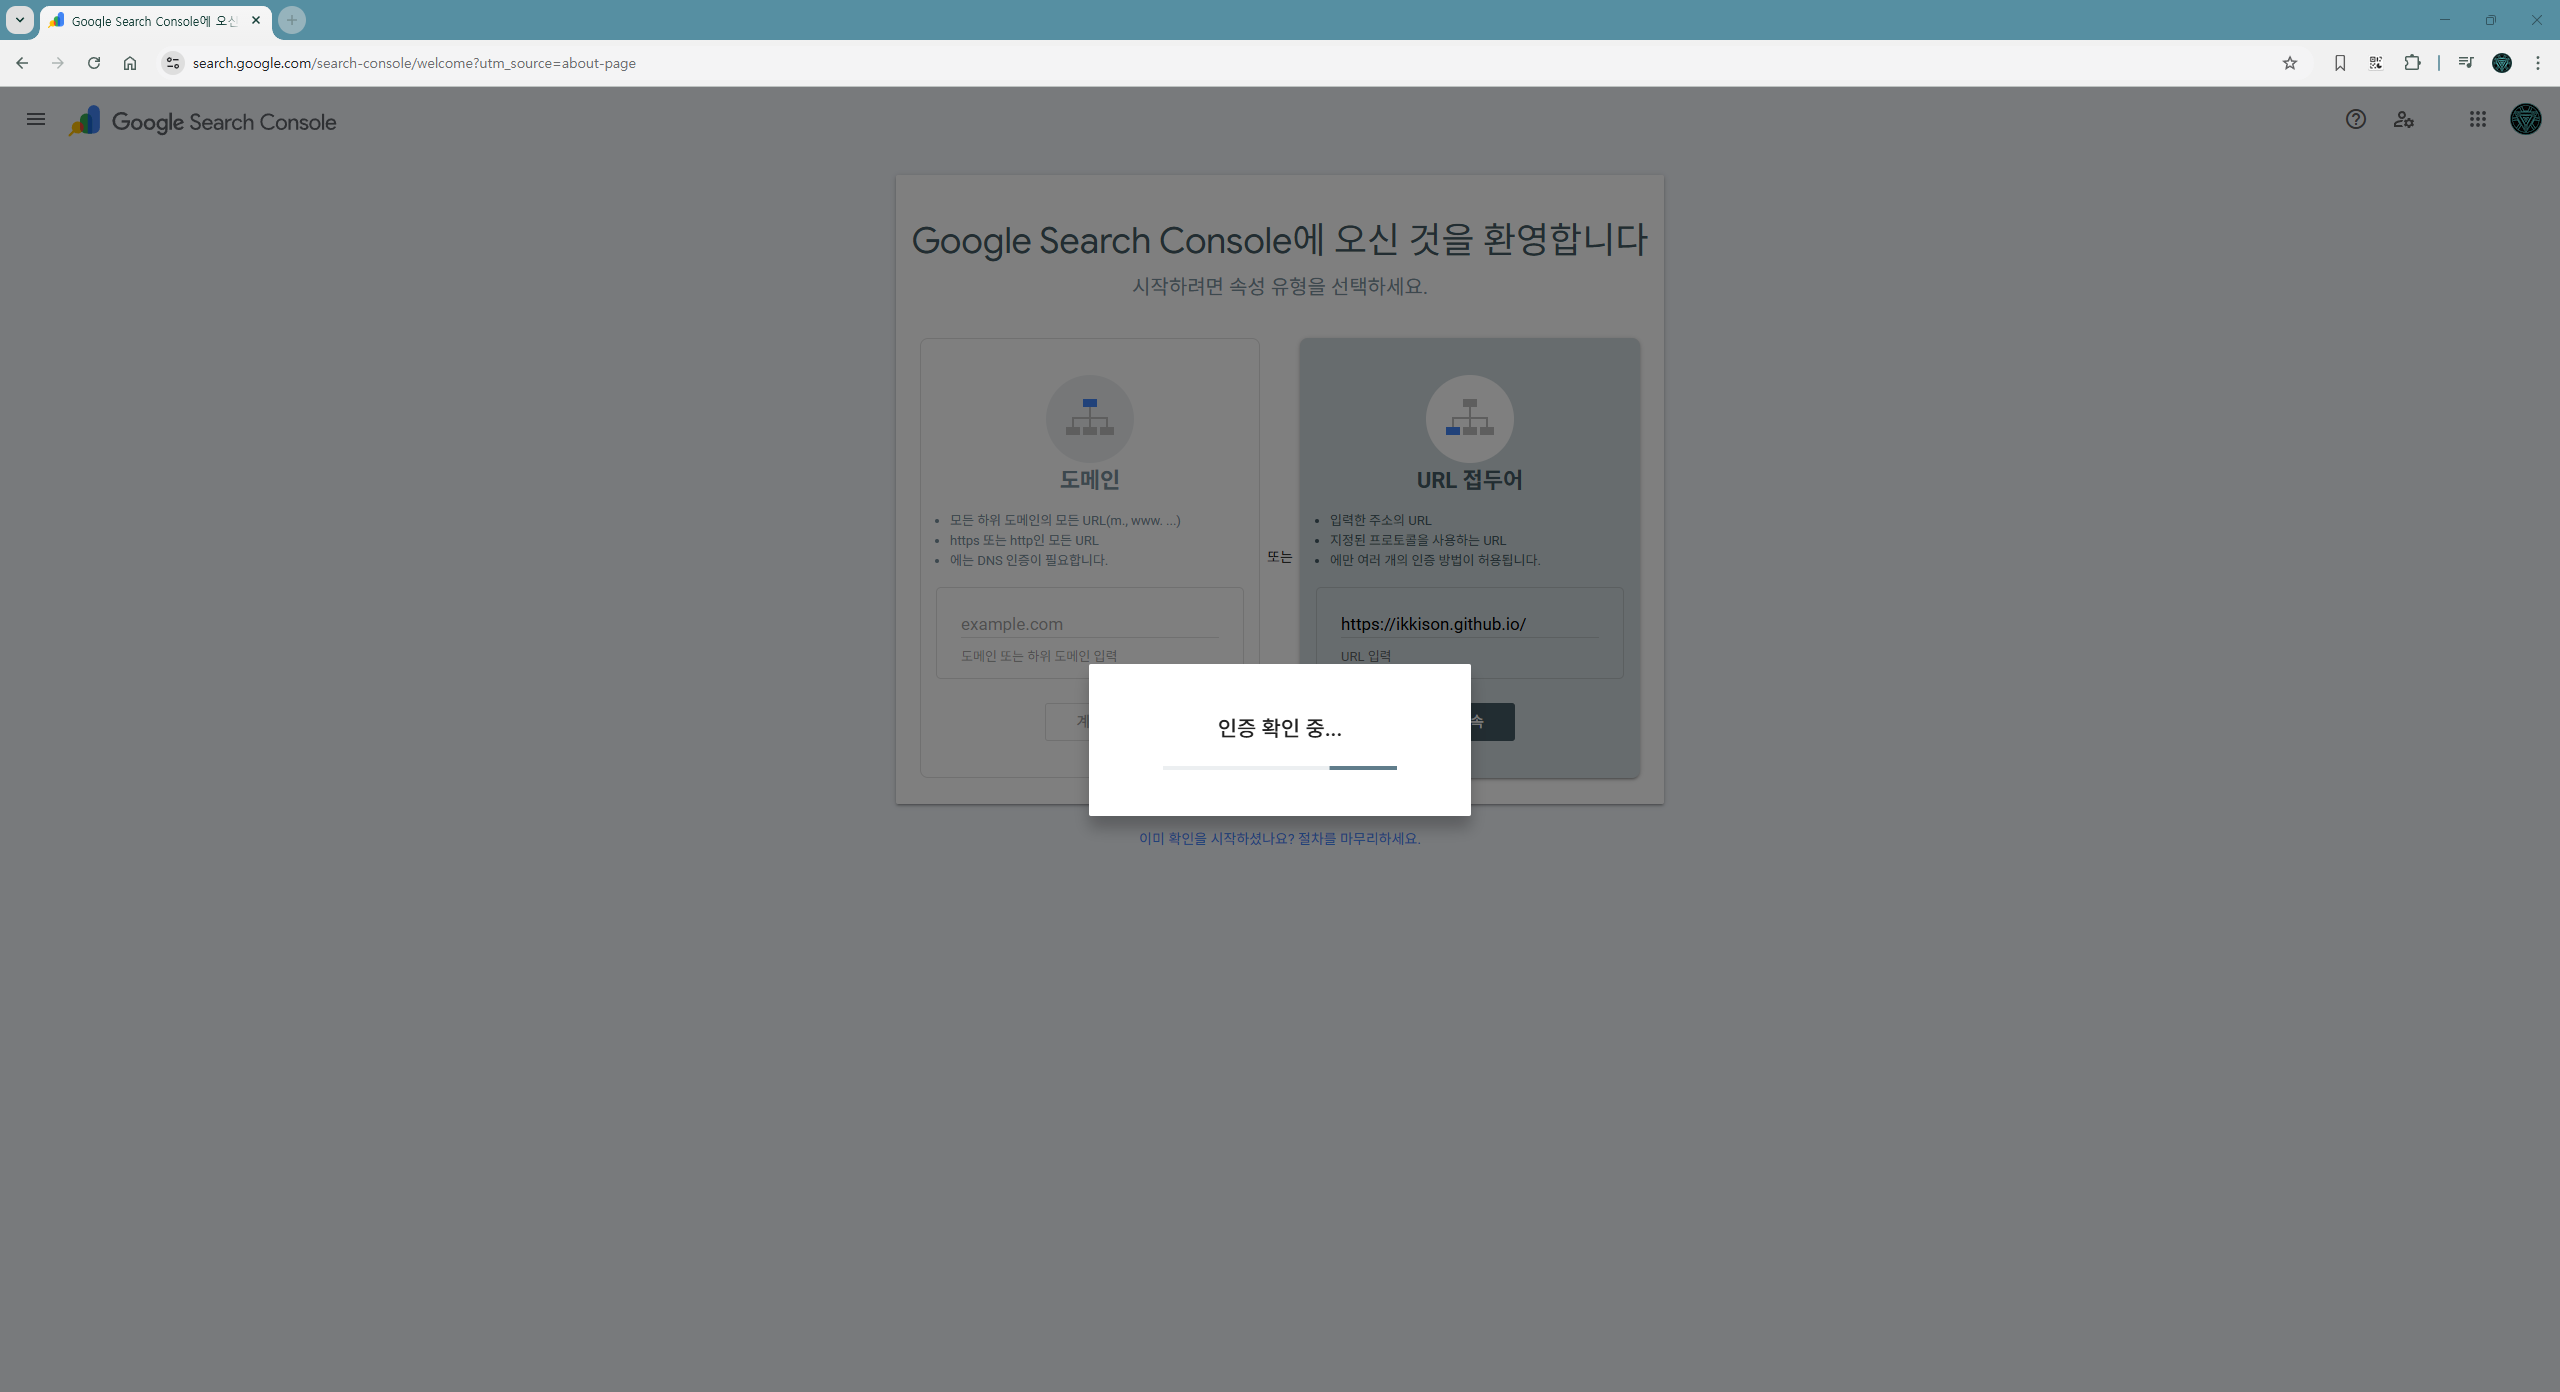 Google Search Console에 오신
search.google.com/search-console/welcome?utm_source=about-page
Google Search Console
Google Search Console에 오신 것을 환영합니다
시작하려면 속성 유형을 선택하세요.
도메인
모든 하위 도메인의 모든 URL(m., www. ...)
https 또는 http인 모든 URL
에는 DNS 인증이 필요합니다.
example.com
도메인 또는 하위 도메인 입력
계
또는
URL 접두어
입력한 주소의 URL
지정된 프로토콜을 사용하는 URL
에만 여러 개의 인증 방법이 허용됩니다.
https://ikkison.github.io/
URL 입력
속
인증 확인 중...
이미 확인을 시작하셨나요? 절차를 마무리하세요.